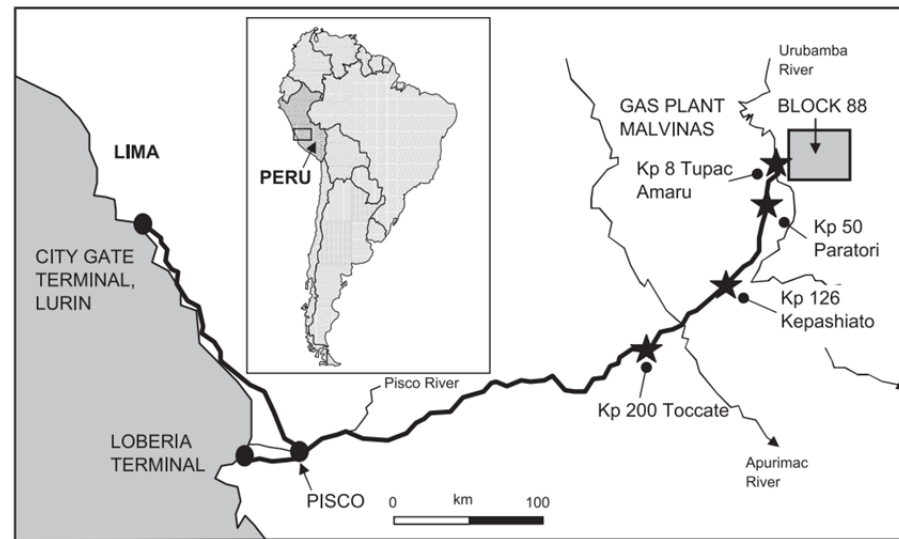 Urubamba
River
GAS PLANT
MALVINAS
BLOCK 88
LIMA
PERU
Kp 8 Tupac
Amaru
Kp 50
Paratori
CITY GATE
TERMINAL,
LURIN
Kp 126
Kepashiato
Pisco River
Kp 200 Toccate
LOBERIA
TERMINAL
Apurimac
River
PISCO
0 km 100